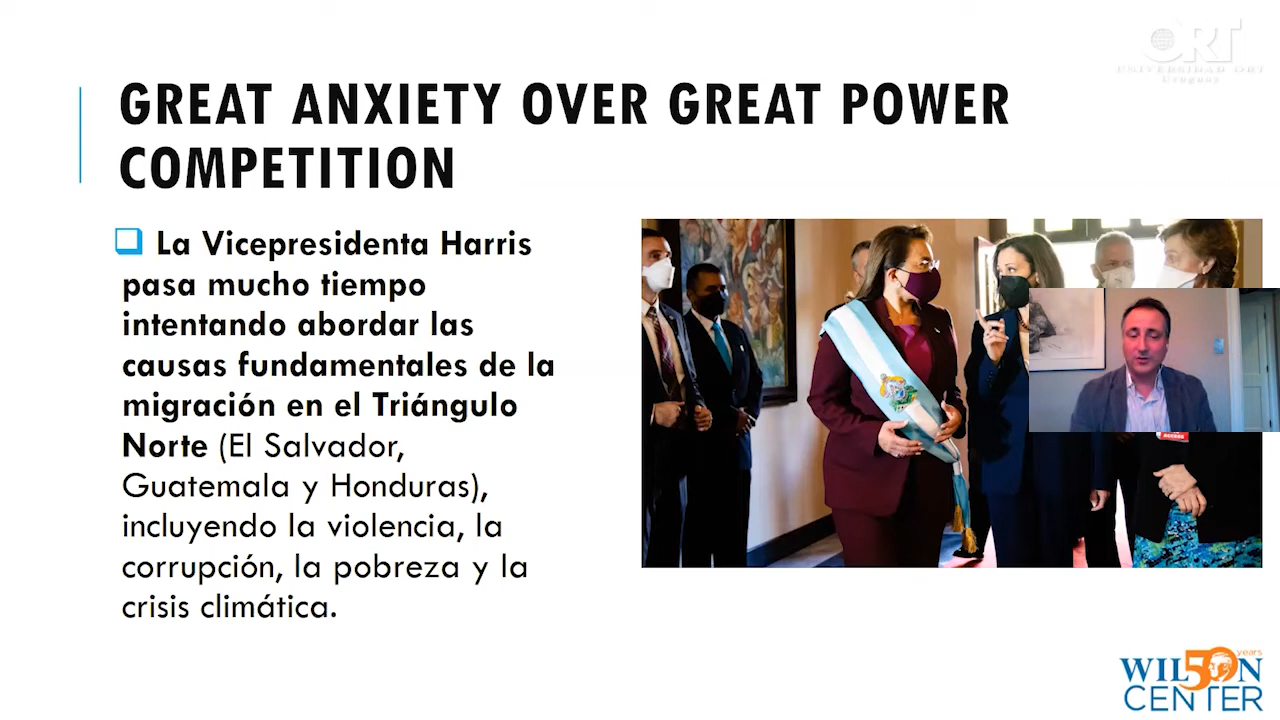 ORT
UNIVERSIDAD ORT
Uruguay
GREAT ANXIETY OVER GREAT POWER
COMPETITION
La Vicepresidenta Harris
pasa mucho tiempo
intentando abordar las
causas fundamentales de la
migración en el Triángulo
Norte (El Salvador,
Guatemala y Honduras),
incluyendo la violencia, la
corrupción, la pobreza y la
crisis climática.
50 years
WILSON
CENTER